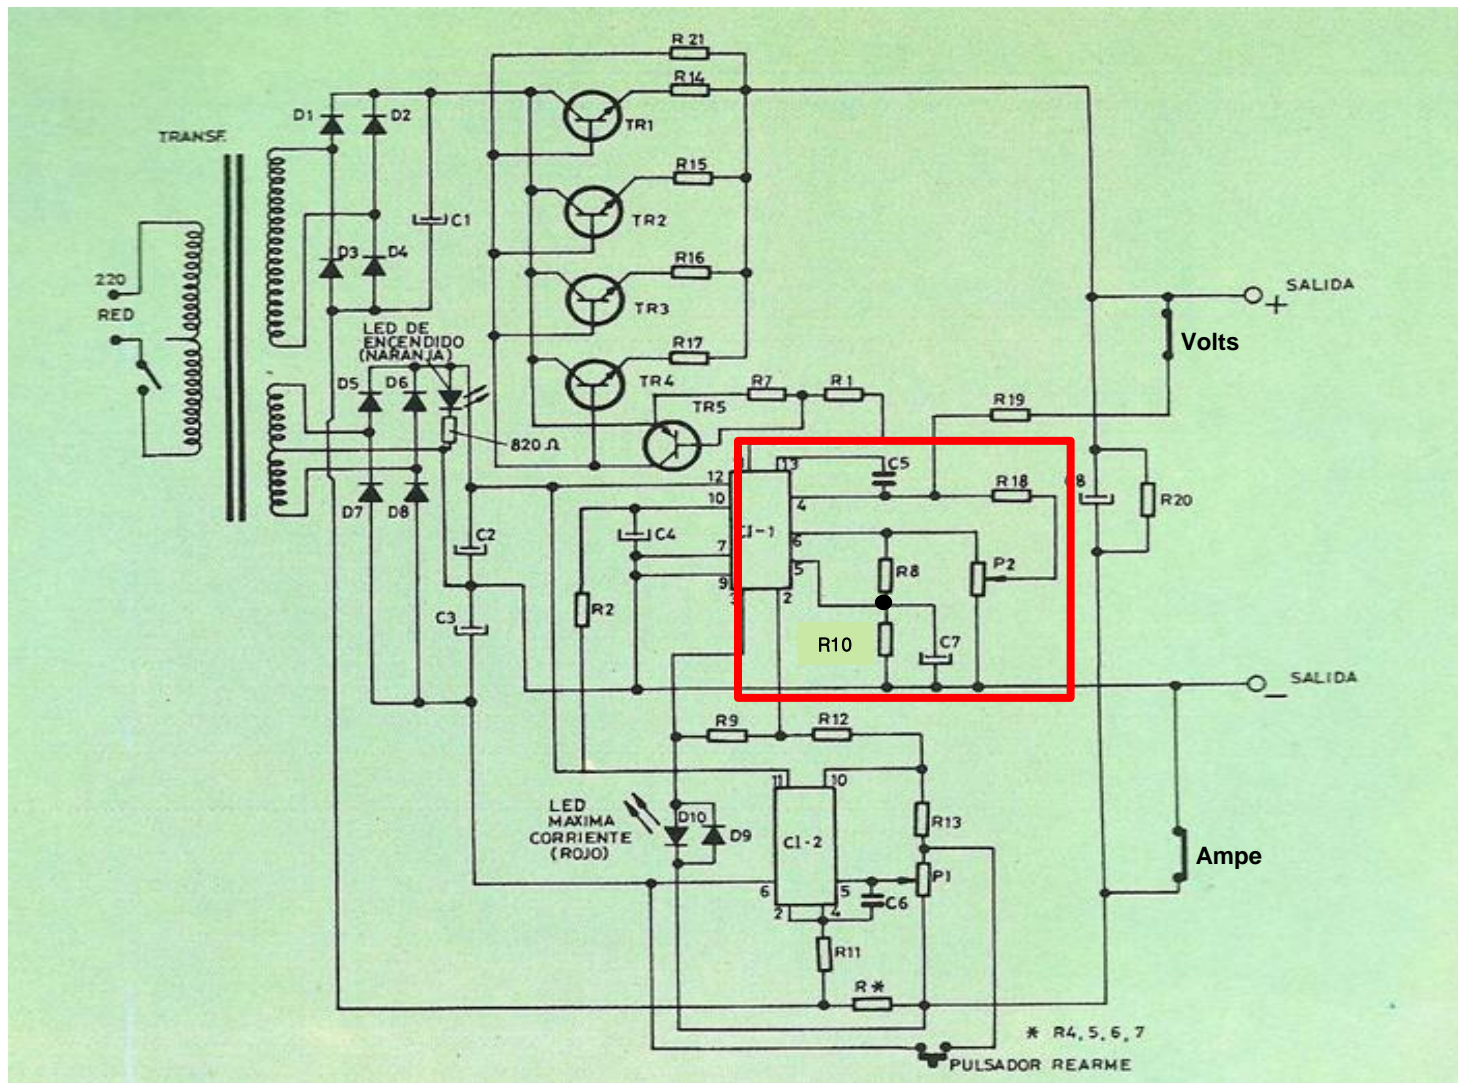 R 21
R14
D1
D2
TR1
TRANSF.
R15
C1
TR2
D3
D4
R16
220
SALIDA
+
RED
TR3
LED DE
ENCENDIDO
(NARANJA)
Volts
R17
D5
D6
TR4
R7
R1
TR5
R19
820 Ω
13
C5
12
R18
10
4
C8
R20
D7
D8
C2
C4
CI-1
6
7
5
R8
P2
9
3
2
R2
C3
R10
C7
SALIDA
−
R9
R12
11
10
LED
MAXIMA
CORRIENTE
(ROJO)
D10
D9
R13
CI-2
Ampe
6
5
P1
C6
2
4
R11
R*
* R4, 5, 6, 7
PULSADOR REARME